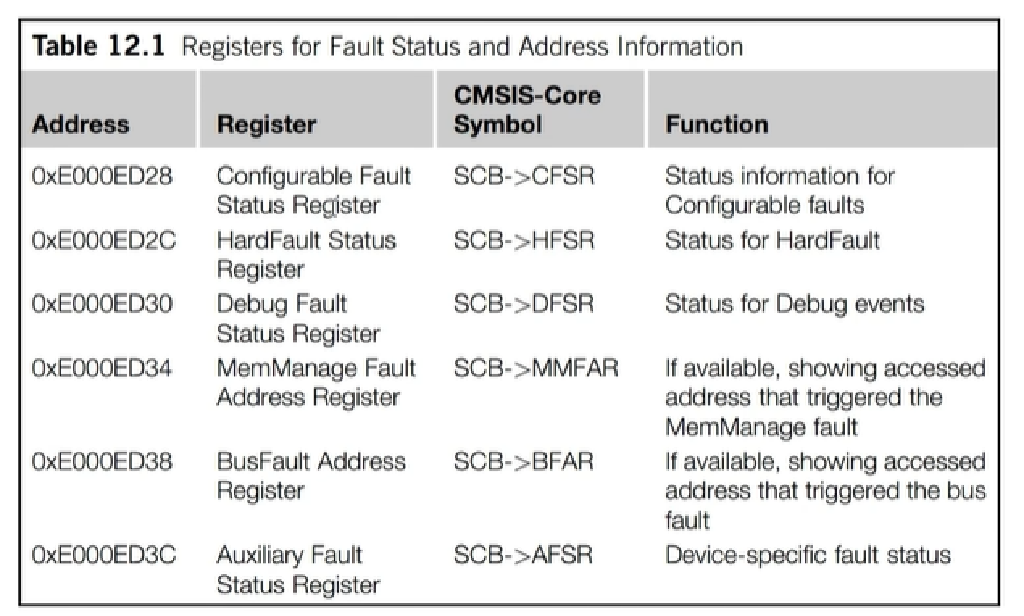 Table 12.1 Registers for Fault Status and Address Information
Address Register CMSIS-Core Symbol Function
0xE000ED28 Configurable Fault Status Register SCB->CFSR Status information for Configurable faults
0xE000ED2C HardFault Status Register SCB->HFSR Status for HardFault
0xE000ED30 Debug Fault Status Register SCB->DFSR Status for Debug events
0xE000ED34 MemManage Fault Address Register SCB->MMFAR If available, showing accessed address that triggered the MemManage fault
0xE000ED38 BusFault Address Register SCB->BFAR If available, showing accessed address that triggered the bus fault
0xE000ED3C Auxiliary Fault Status Register SCB->AFSR Device-specific fault status